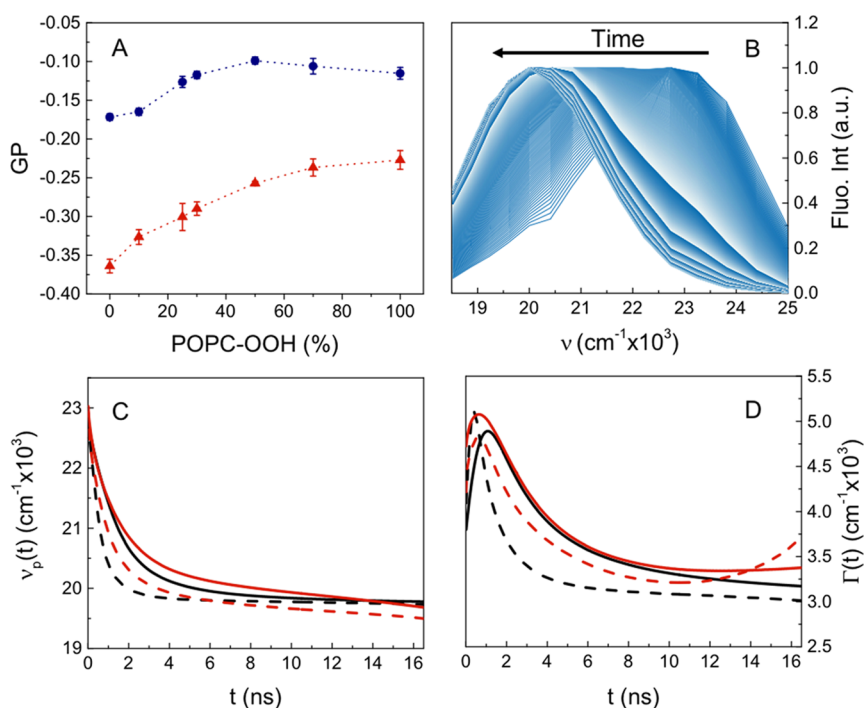 A
-0.05
-0.10
-0.15
-0.20
-0.25
-0.30
-0.35
-0.40
GP
0 20 40 60 80 100
POPC-OOH (%)
Time
B
1.2
1.0
0.8
0.6
0.4
0.2
0.0
Fluo. Int (a.u.)
19 20 21 22 23 24 25
ν (cm⁻¹x10³)
C
23
22
21
20
19
νp(t) (cm⁻¹x10³)
0 2 4 6 8 10 12 14 16
t (ns)
D
5.5
5.0
4.5
4.0
3.5
3.0
2.5
Γ(t) (cm⁻¹x10³)
0 2 4 6 8 10 12 14 16
t (ns)